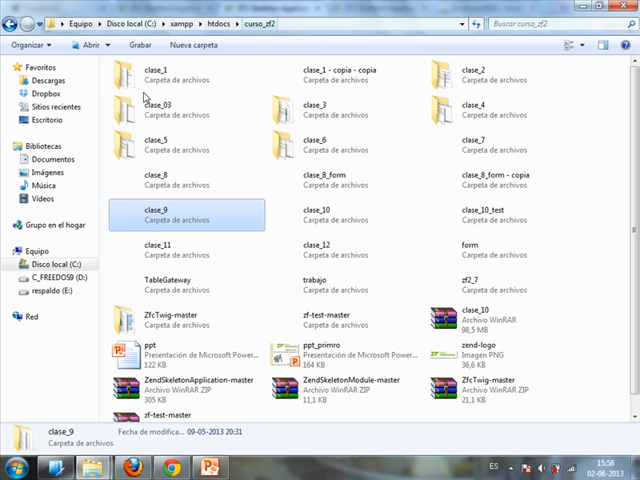 Equipo ▸ Disco local (C:) ▸ xampp ▸ htdocs ▸ curso_zf2
Buscar curso_zf2
Organizar
Abrir
Grabar
Nueva carpeta
Favoritos
Descargas
Dropbox
Sitios recientes
Escritorio
Bibliotecas
Documentos
Imágenes
Música
Vídeos
Grupo en el hogar
Equipo
Disco local (C:)
C_FREEDOS9 (D:)
respaldo (E:)
Red
clase_1
Carpeta de archivos
clase_1 - copia - copia
Carpeta de archivos
clase_2
Carpeta de archivos
clase_03
Carpeta de archivos
clase_3
Carpeta de archivos
clase_4
Carpeta de archivos
clase_5
Carpeta de archivos
clase_6
Carpeta de archivos
clase_7
Carpeta de archivos
clase_8
Carpeta de archivos
clase_8_form
Carpeta de archivos
clase_8_form - copia
Carpeta de archivos
clase_9
Carpeta de archivos
clase_10
Carpeta de archivos
clase_10_test
Carpeta de archivos
clase_11
Carpeta de archivos
clase_12
Carpeta de archivos
form
Carpeta de archivos
TableGateway
Carpeta de archivos
trabajo
Carpeta de archivos
zf2_7
Carpeta de archivos
ZfcTwig-master
Carpeta de archivos
zf-test-master
Carpeta de archivos
clase_10
Archivo WinRAR
98,5 MB
ppt
Presentación de Microsoft Power...
122 KB
ppt_primro
Presentación de Microsoft Power...
164 KB
zend-logo
Imagen PNG
36,6 KB
ZendSkeletonApplication-master
Archivo WinRAR ZIP
305 KB
ZendSkeletonModule-master
Archivo WinRAR ZIP
11,1 KB
ZfcTwig-master
Archivo WinRAR ZIP
21,1 KB
zf-test-master
Archivo WinRAR ZIP
clase_9
Fecha de modifica... 09-05-2013 20:31
Carpeta de archivos
ES
15:58
02-06-2013